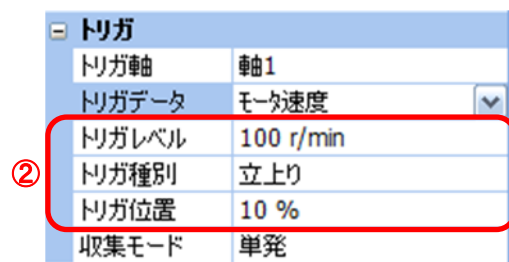 トリガ
トリガ軸 軸1
トリガデータ モータ速度
トリガレベル 100 r/min
② トリガ種別 立上り
トリガ位置 10 %
収集モード 単発